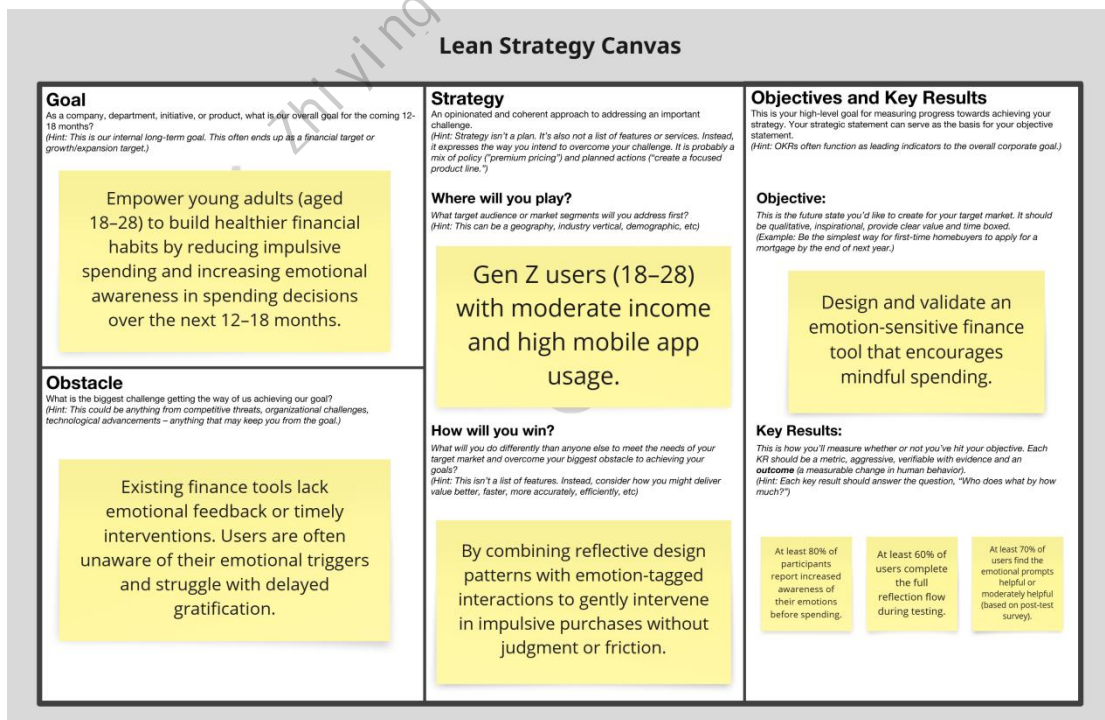 zhi ying
Lean Strategy Canvas
Goal
As a company, department, initiative, or product, what is our overall goal for the coming 12-
18 months?
(Hint: This is our internal long-term goal. This often ends up as a financial target or
growth/expansion target.)
Empower young adults (aged
18–28) to build healthier financial
habits by reducing impulsive
spending and increasing emotional
awareness in spending decisions
over the next 12–18 months.
Obstacle
What is the biggest challenge getting the way of us achieving our goal?
(Hint: This could be anything from competitive threats, organizational challenges,
technological advancements – anything that may keep you from the goal.)
Existing finance tools lack
emotional feedback or timely
interventions. Users are often
unaware of their emotional triggers
and struggle with delayed
gratification.
Strategy
An opinionated and coherent approach to addressing an important
challenge.
(Hint: Strategy isn't a plan. It's also not a list of features or services. Instead,
it expresses the way you intend to overcome your challenge. It is probably a
mix of policy ("premium pricing") and planned actions ("create a focused
product line.")
Where will you play?
What target audience or market segments will you address first?
(Hint: This can be a geography, industry vertical, demographic, etc)
Gen Z users (18–28)
with moderate income
and high mobile app
usage.
How will you win?
What will you do differently than anyone else to meet the needs of your
target market and overcome your biggest obstacle to achieving your
goals?
(Hint: This isn't a list of features. Instead, consider how you might deliver
value better, faster, more accurately, efficiently, etc)
By combining reflective design
patterns with emotion-tagged
interactions to gently intervene
in impulsive purchases without
judgment or friction.
Objectives and Key Results
This is your high-level goal for measuring progress towards achieving your
strategy. Your strategic statement can serve as the basis for your objective
statement.
(Hint: OKRs often function as leading indicators to the overall corporate goal.)
Objective:
This is the future state you'd like to create for your target market. It should
be qualitative, inspirational, provide clear value and time boxed.
(Example: Be the simplest way for first-time homebuyers to apply for a
mortgage by the end of next year.)
Design and validate an
emotion-sensitive finance
tool that encourages
mindful spending.
Key Results:
This is how you'll measure whether or not you've hit your objective. Each
KR should be a metric, aggressive, verifiable with evidence and an
outcome (a measurable change in human behavior).
(Hint: Each key result should answer the question, "Who does what by how
much?")
At least 80% of
participants
report increased
awareness of
their emotions
before spending.
At least 60% of
users complete
the full
reflection flow
during testing.
At least 70% of
users find the
emotional prompts
helpful or
moderately helpful
(based on post-test
survey).